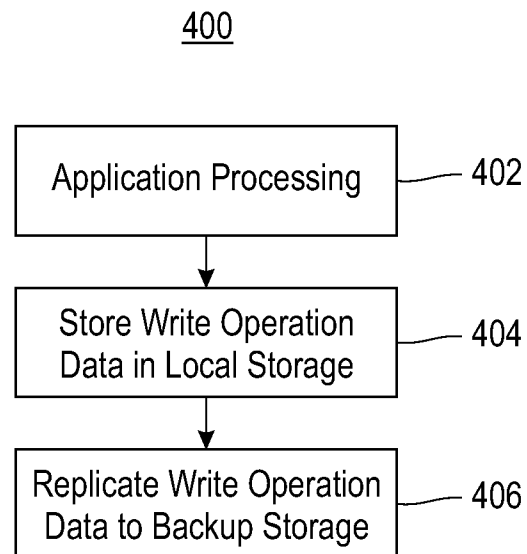 400
Application Processing
402
Store Write Operation
Data in Local Storage
404
Replicate Write Operation
Data to Backup Storage
406